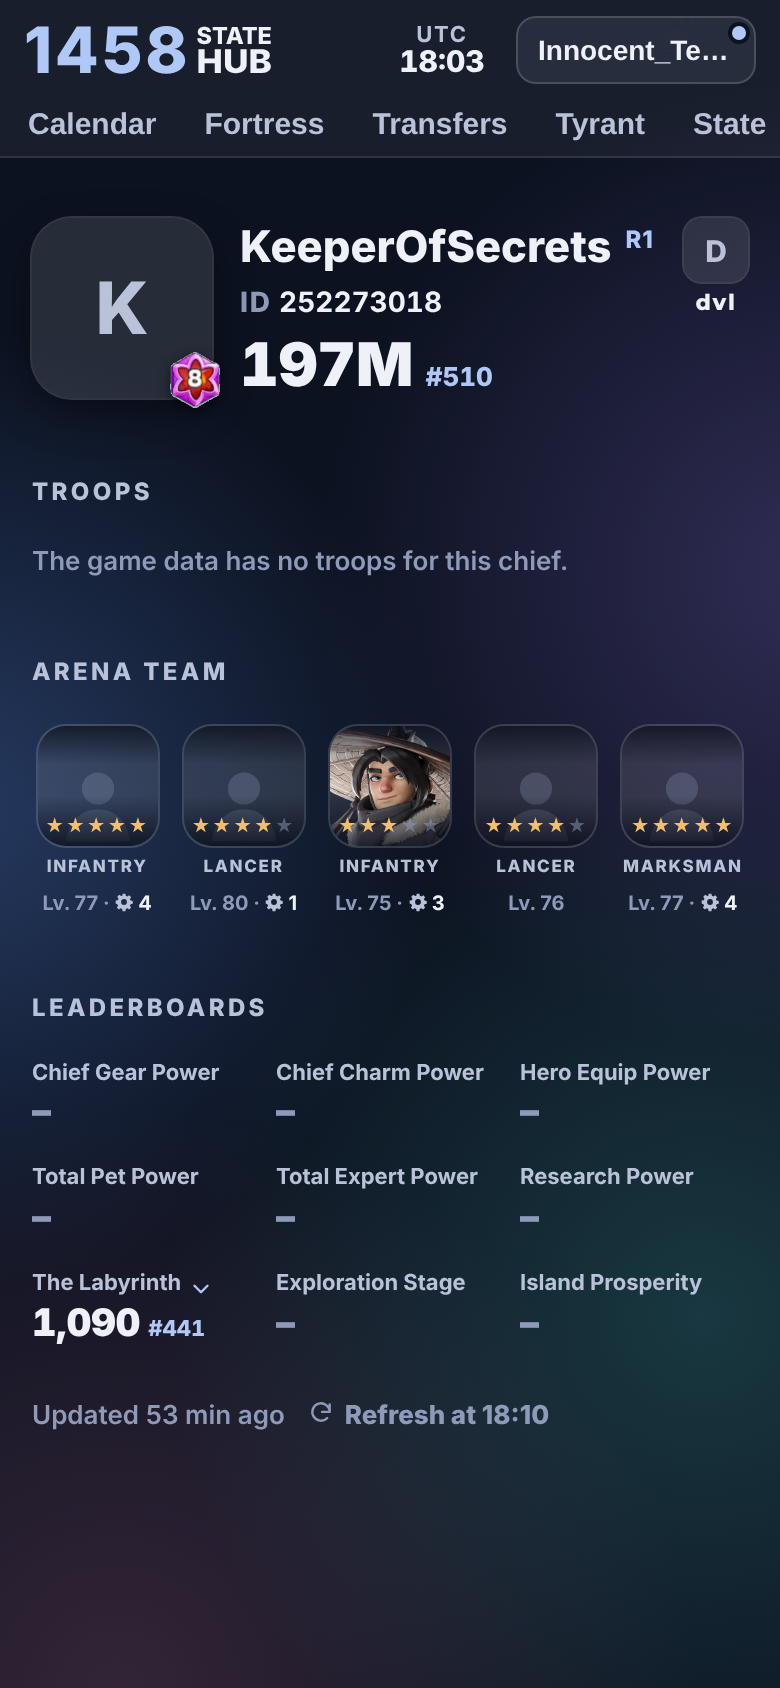 1458 STATE HUB
UTC
18:03
Innocent_Te...
Calendar Fortress Transfers Tyrant State
K
8
KeeperOfSecrets R1
ID 252273018
197M #510
D
dvl
TROOPS
The game data has no troops for this chief.
ARENA TEAM
INFANTRY LANCER INFANTRY LANCER MARKSMAN
Lv. 77 · 4 Lv. 80 · 1 Lv. 75 · 3 Lv. 76 Lv. 77 · 4
LEADERBOARDS
Chief Gear Power Chief Charm Power Hero Equip Power
– – –
Total Pet Power Total Expert Power Research Power
– – –
The Labyrinth Exploration Stage Island Prosperity
1,090 #441 – –
Updated 53 min ago Refresh at 18:10